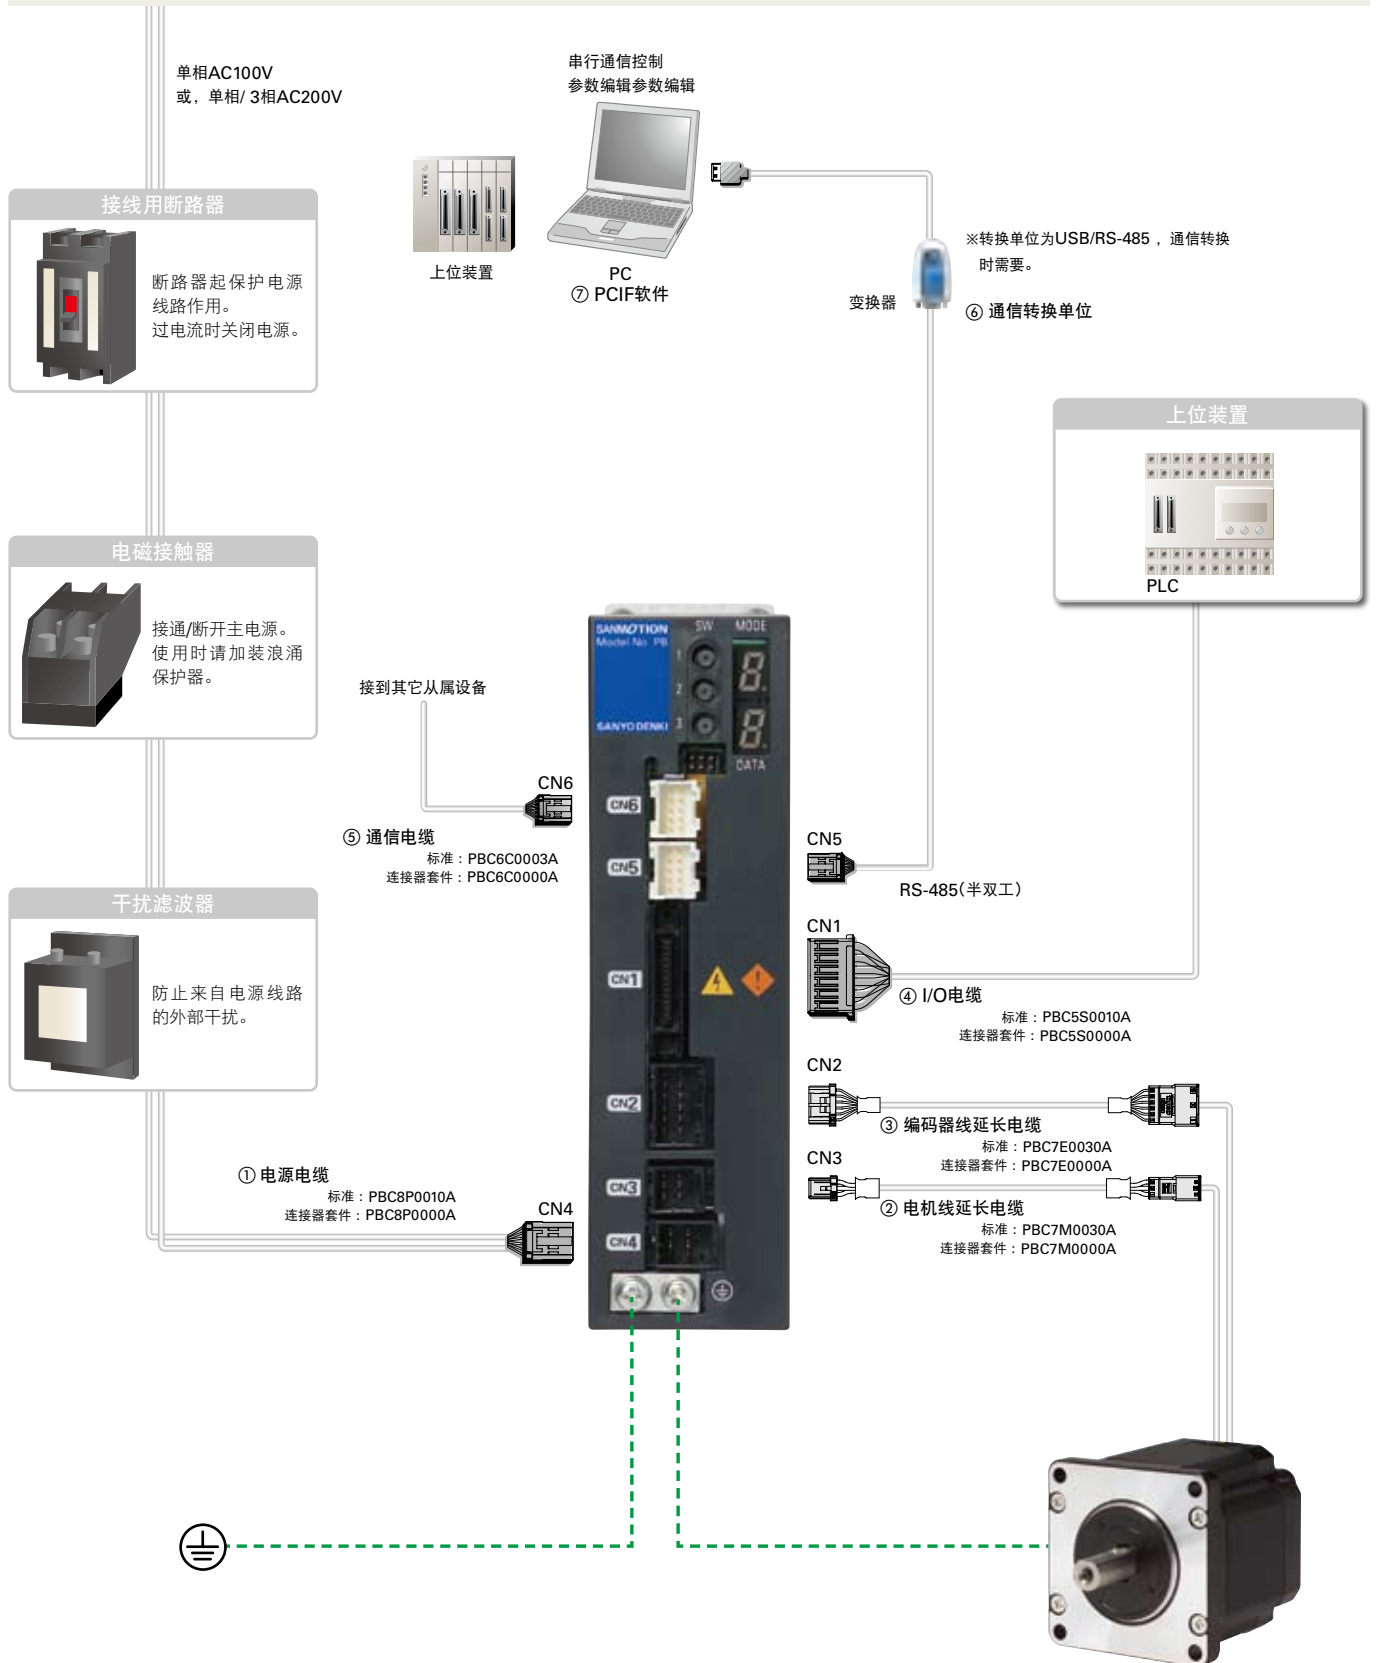 单相AC100V
或，单相/ 3相AC200V
串行通信控制
参数编辑参数编辑
上位装置
PC
⑦ PCIF软件
变换器
※转换单位为USB/RS-485 ，通信转换
时需要。
⑥ 通信转换单位
接线用断路器
断路器起保护电源
线路作用。
过电流时关闭电源。
上位装置
PLC
电磁接触器
接通/断开主电源。
使用时请加装浪涌
保护器。
SANMOTION
Model No. PB
SW
MODE
1
2
3
8.
8.
SANYO DENKI
DATA
接到其它从属设备
CN6
⑤ 通信电缆
标准：PBC6C0003A
连接器套件：PBC6C0000A
CN6
CN5
CN1
CN2
CN3
CN4
CN5
RS-485（半双工）
CN1
④ I/O电缆
标准：PBC5S0010A
连接器套件：PBC5S0000A
干扰滤波器
防止来自电源线路
的外部干扰。
CN2
③ 编码器线延长电缆
标准：PBC7E0030A
连接器套件：PBC7E0000A
CN3
② 电机线延长电缆
标准：PBC7M0030A
连接器套件：PBC7M0000A
① 电源电缆
标准：PBC8P0010A
连接器套件：PBC8P0000A
CN4